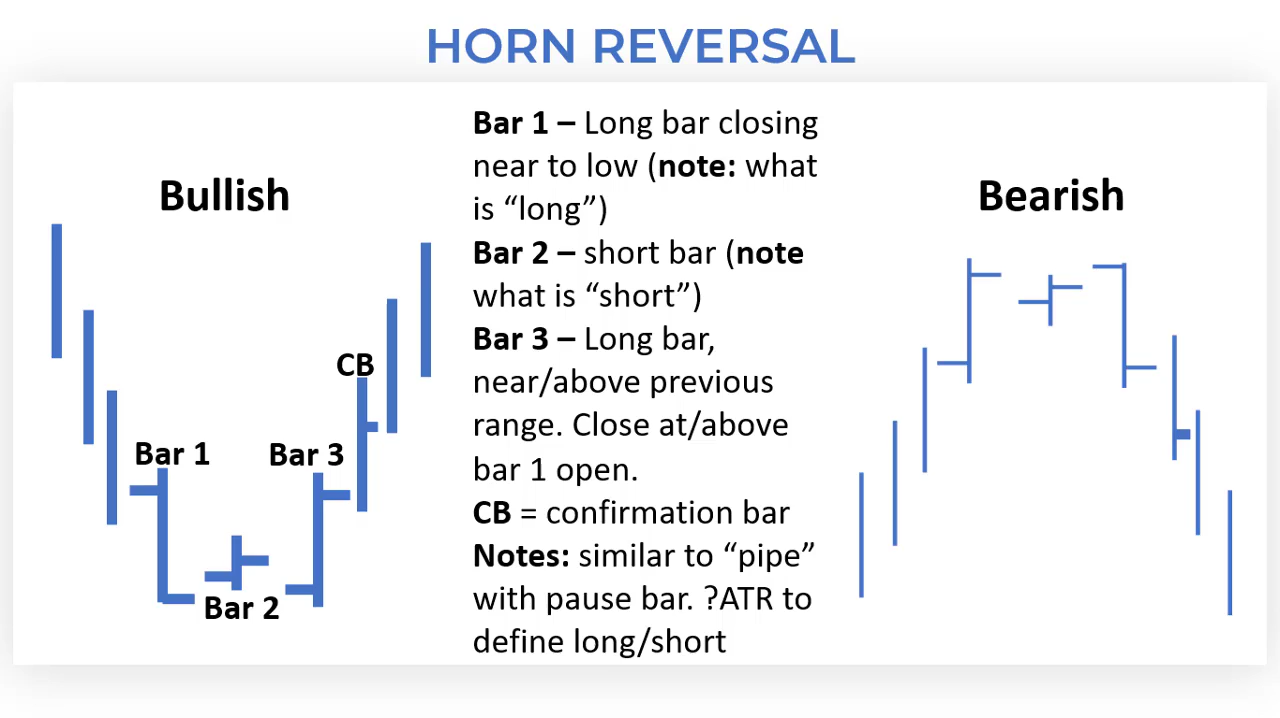 HORN REVERSAL
Bullish
Bar 1
Bar 2
Bar 3
CB
Bar 1 – Long bar closing
near to low (note: what
is “long”)
Bar 2 – short bar (note
what is “short”)
Bar 3 – Long bar,
near/above previous
range. Close at/above
bar 1 open.
CB = confirmation bar
Notes: similar to “pipe”
with pause bar. ?ATR to
define long/short
Bearish